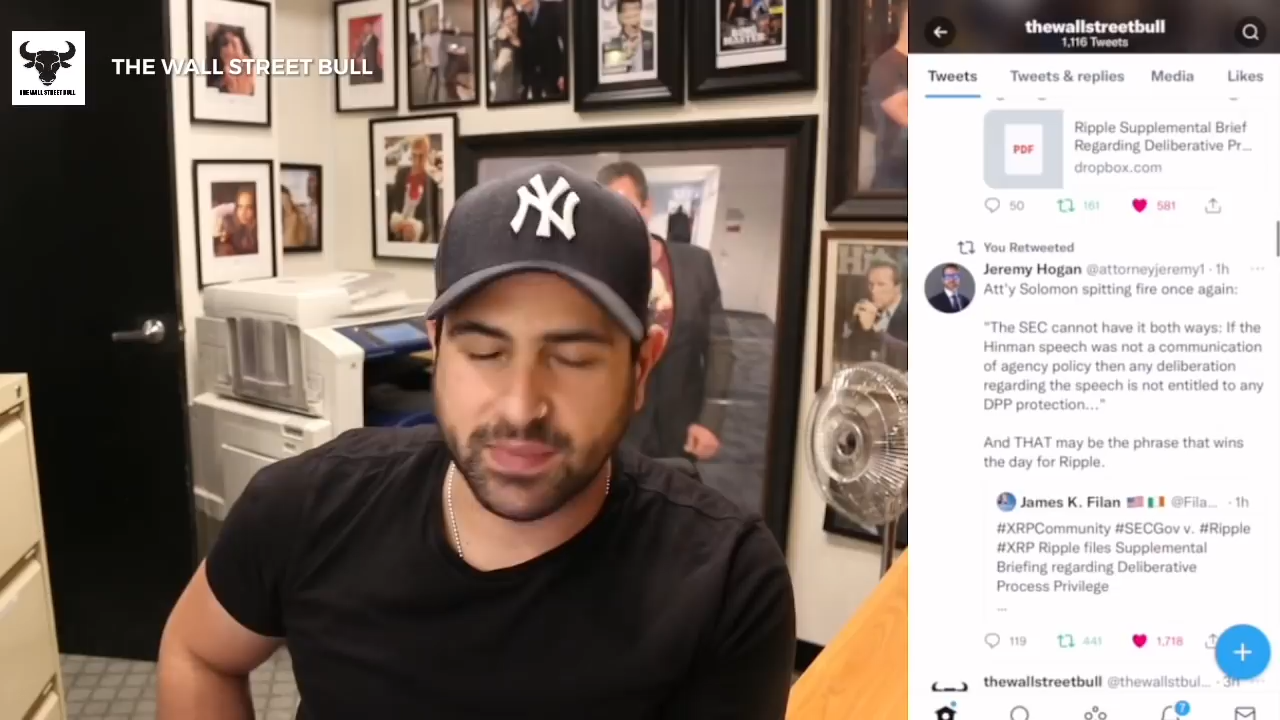 THE WALL STREET BULL
THE WALL STREET BULL
NY
thewallstreetbull
1,116 Tweets
Tweets
Tweets & replies
Media
Likes
PDF
Ripple Supplemental Brief
Regarding Deliberative Pr...
dropbox.com
50
161
581
You Retweeted
Jeremy Hogan @attorneyjeremy1 · 1h
Att'y Solomon spitting fire once again:
"The SEC cannot have it both ways: If the
Hinman speech was not a communication
of agency policy then any deliberation
regarding the speech is not entitled to any
DPP protection..."
And THAT may be the phrase that wins
the day for Ripple.
James K. Filan 🇺🇸 🇮🇪 @Fila... · 1h
#XRPCommunity #SECGov v. #Ripple
#XRP Ripple files Supplemental
Briefing regarding Deliberative
Process Privilege
...
119
441
1,718
thewallstreetbull @thewallstbul... · 3h
7